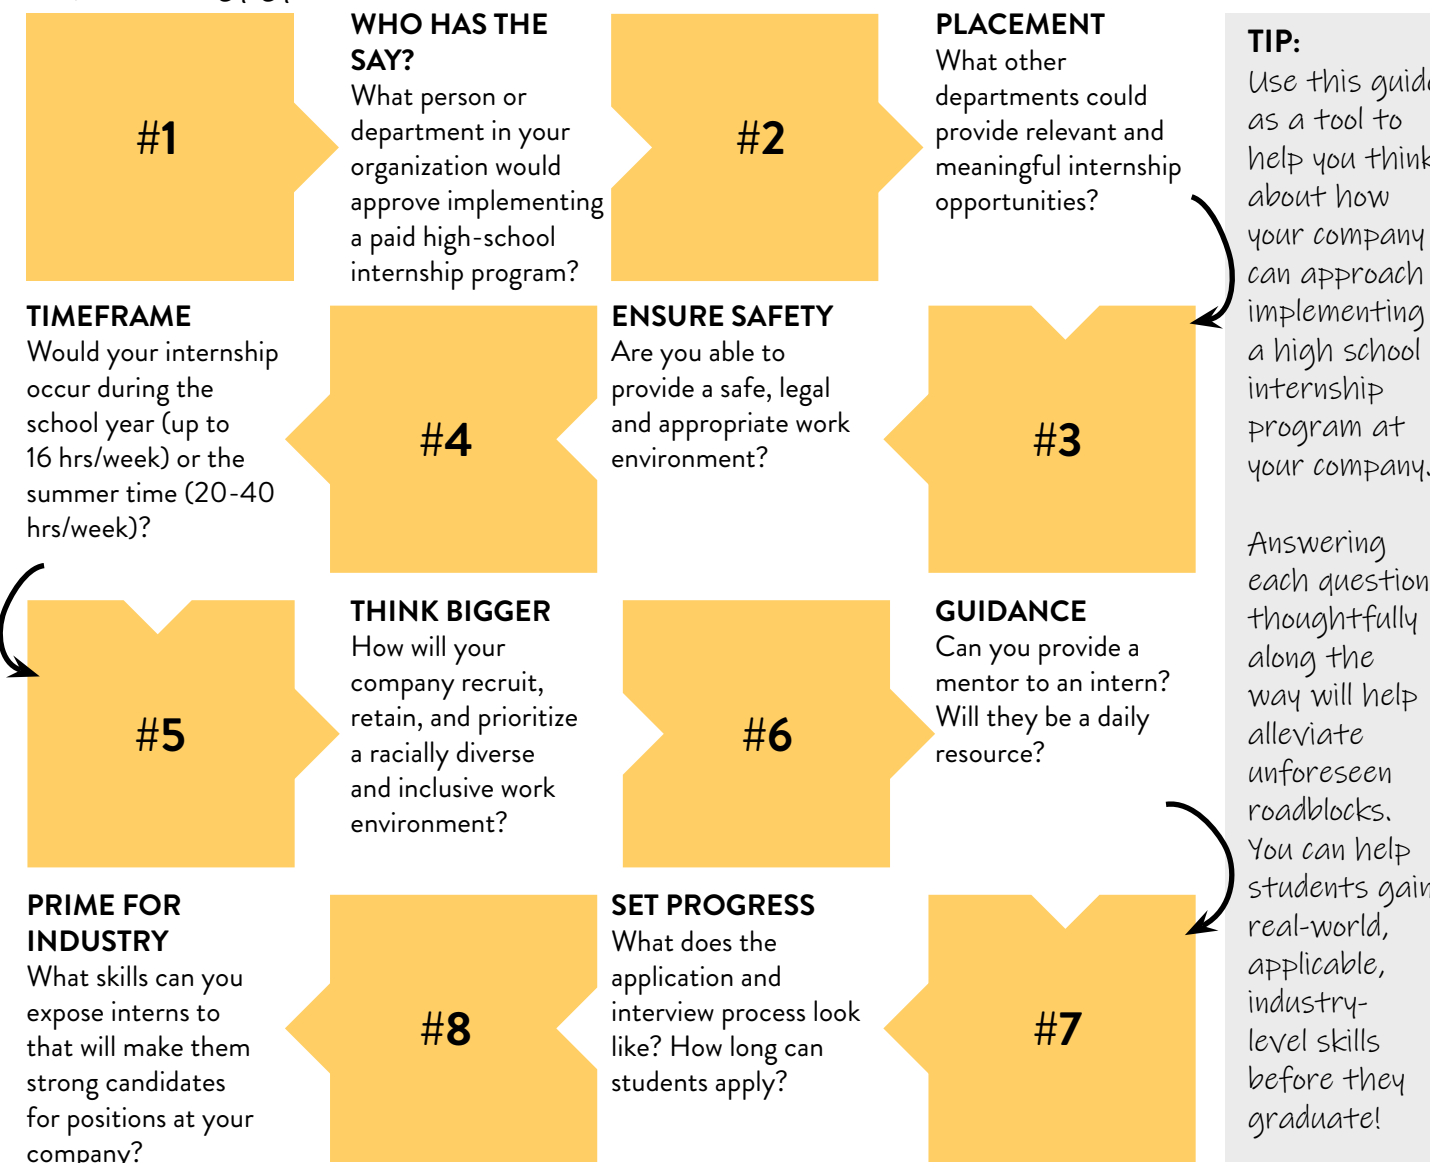 #1
WHO HAS THE
SAY?
What person or
department in your
organization would
approve implementing
a paid high-school
internship program?
#2
PLACEMENT
What other
departments could
provide relevant and
meaningful internship
opportunities?
#3
ENSURE SAFETY
Are you able to
provide a safe, legal
and appropriate work
environment?
#4
TIMEFRAME
Would your internship
occur during the
school year (up to
16 hrs/week) or the
summer time (20-40
hrs/week)?
#5
THINK BIGGER
How will your
company recruit,
retain, and prioritize
a racially diverse
and inclusive work
environment?
#6
GUIDANCE
Can you provide a
mentor to an intern?
Will they be a daily
resource?
#7
SET PROGRESS
What does the
application and
interview process look
like? How long can
students apply?
#8
PRIME FOR
INDUSTRY
What skills can you
expose interns to
that will make them
strong candidates
for positions at your
company?
TIP:
Use this guide
as a tool to
help you think
about how
your company
can approach
implementing
a high school
internship
program at
your company.
Answering
each question
thoughtfully
along the
way will help
alleviate
unforeseen
roadblocks.
You can help
students gain
real-world,
applicable,
industry-
level skills
before they
graduate!